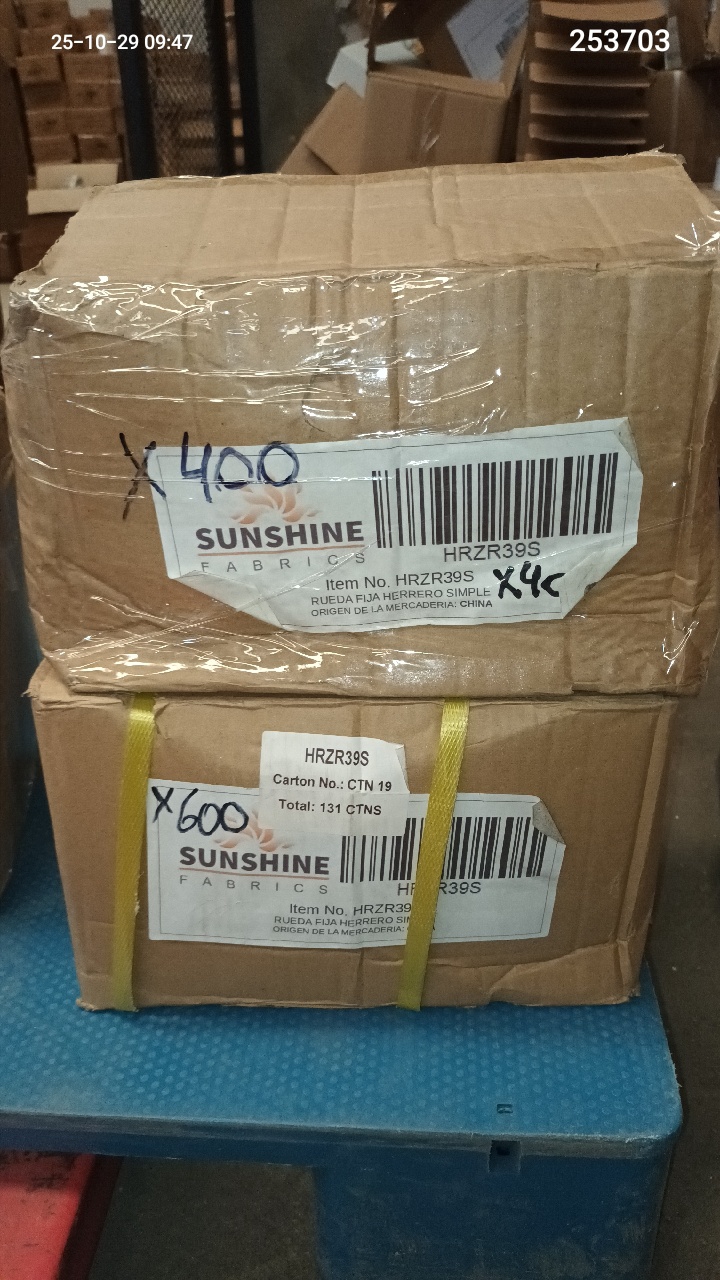 25-10-29 09:47
253703
X400
SUNSHINE
FABRICS
HRZR39S
Item No. HRZR39S
X4c
RUEDA FIJA HERRERO SIMPLE
ORIGEN DE LA MERCADERIA: CHINA
HRZR39S
Carton No.: CTN 19
Total: 131 CTNS
X600
SUNSHINE
FABRICS
HR R39S
Item No. HRZR39
RUEDA FIJA HERRERO
ORIGEN DE LA MERCADERIA: